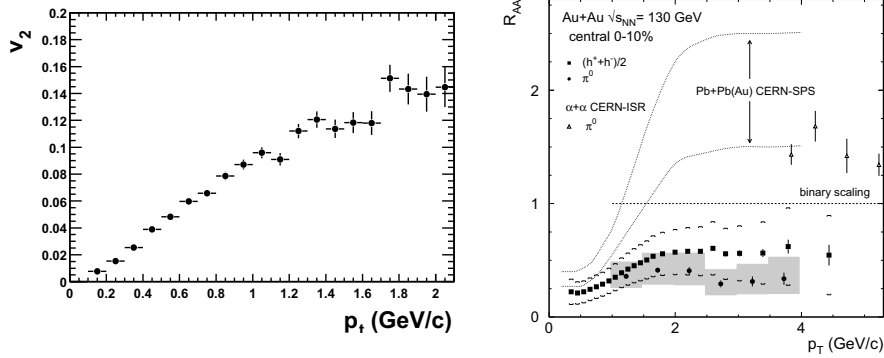 v2
0.2
0.18
0.16
0.14
0.12
0.1
0.08
0.06
0.04
0.02
0
0 0.2 0.4 0.6 0.8 1 1.2 1.4 1.6 1.8 2
pt (GeV/c)
RAA
Au+Au √sNN= 130 GeV
central 0-10%
(h++h-)/2
π0
α+α CERN-ISR
π0
Pb+Pb(Au) CERN-SPS
binary scaling
2
1
0
0 2 4
pT (GeV/c)